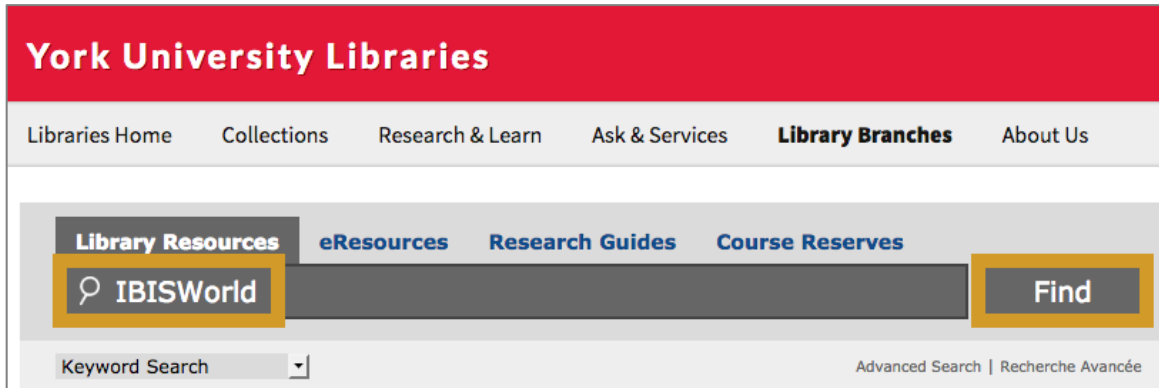 York University Libraries
Libraries Home Collections Research & Learn Ask & Services Library Branches About Us
Library Resources eResources Research Guides Course Reserves
IBISWorld Find
Keyword Search Advanced Search | Recherche Avancée